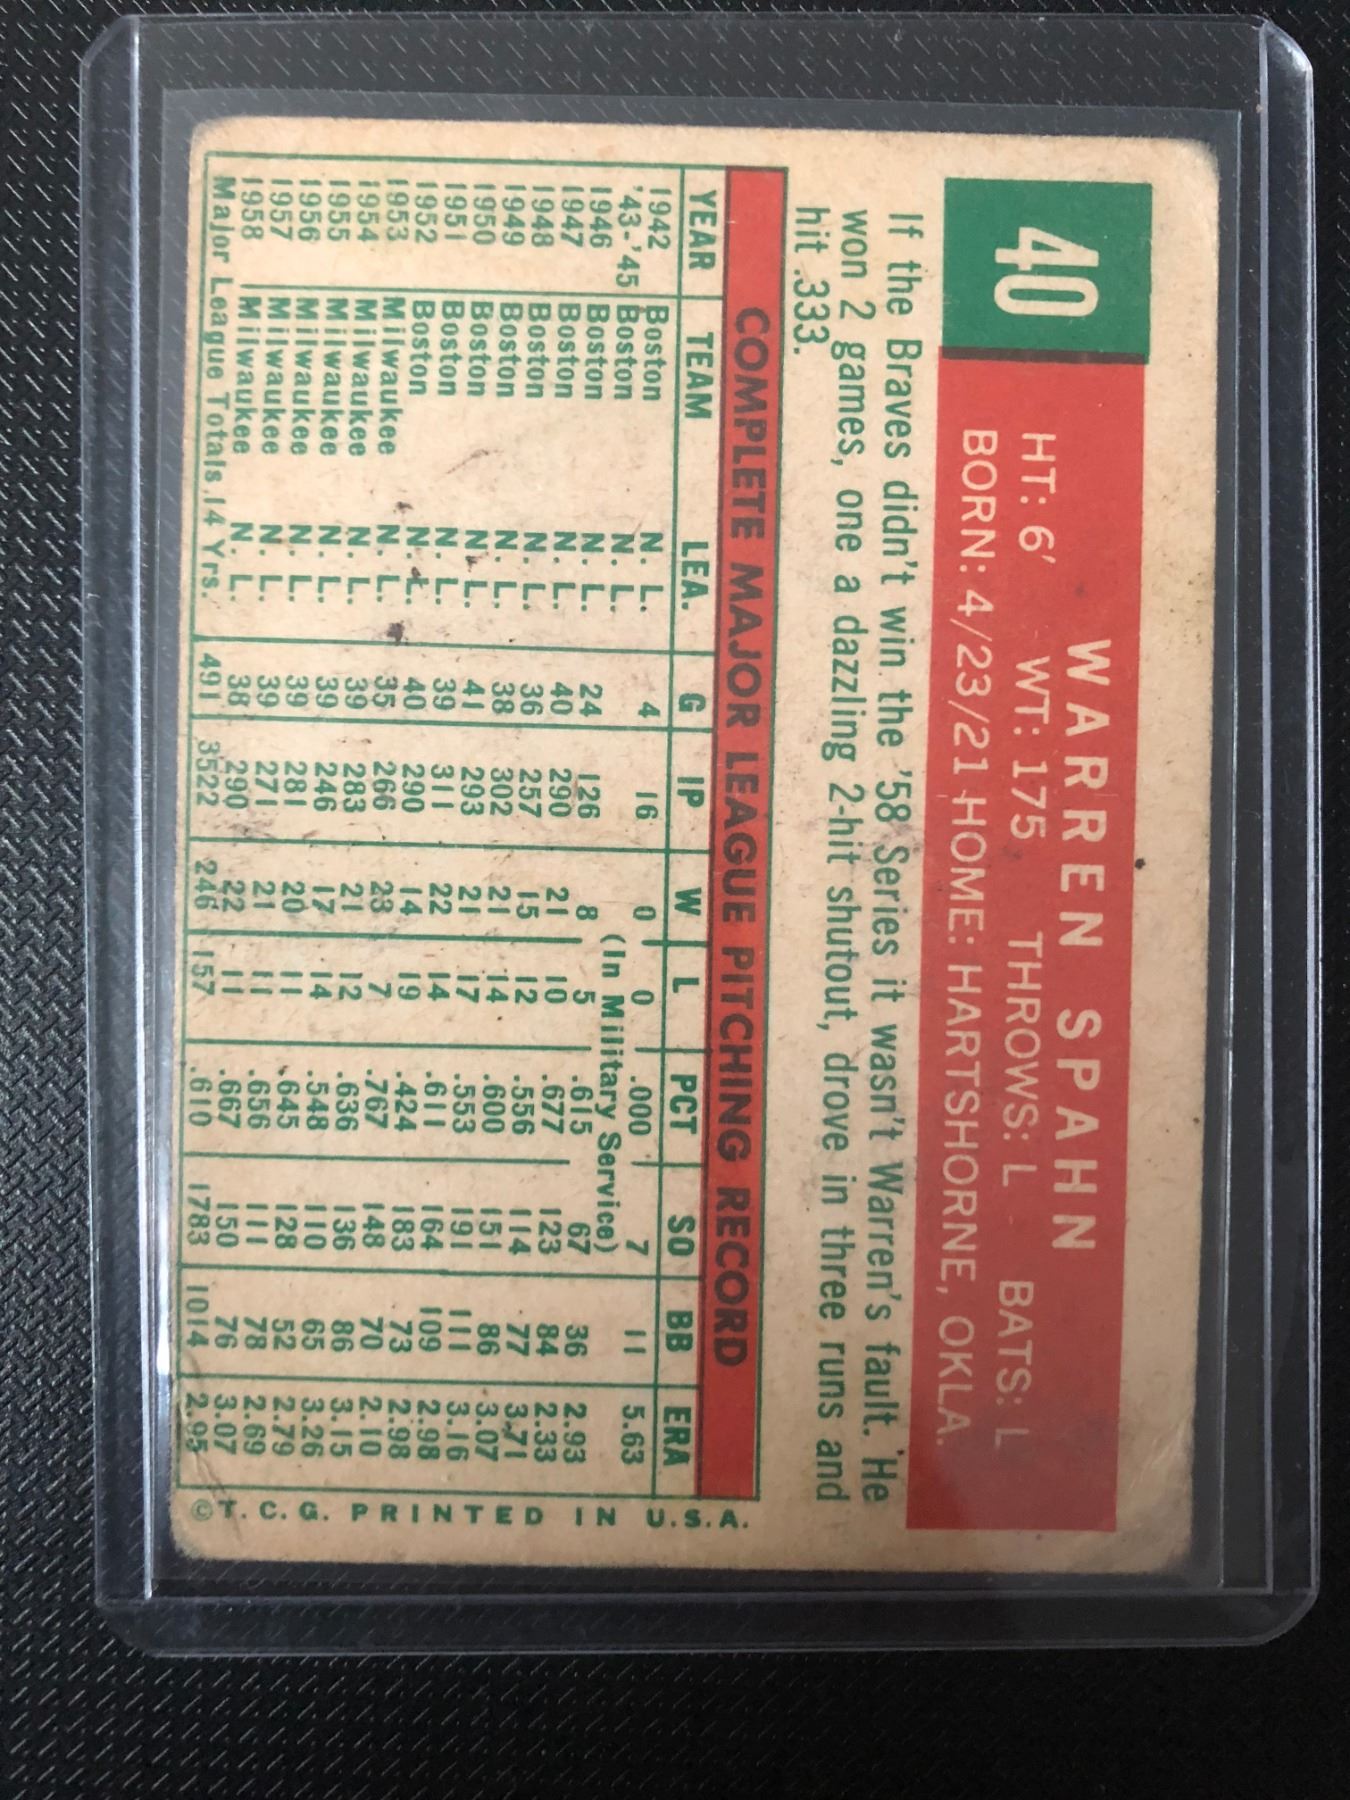 40
WARREN SPAHN
HT: 6' WT: 175 THROWS: L BATS: L
BORN: 4/23/21 HOME: HARTSHORNE, OKLA.
If the Braves didn't win the '58 Series it wasn't Warren's fault. He
won 2 games, one a dazzling 2-hit shutout, drove in three runs and
hit .333.
COMPLETE MAJOR LEAGUE PITCHING RECORD
YEAR TEAM LEA. G IP W L PCT SO BB ERA
1942 Boston N. L. 4 16 0 0 .000 7 11 5.63
'43-'45 Boston N. L. (In Military Service)
1946 Boston N. L. 24 126 8 5 .615 67 36 2.93
1947 Boston N. L. 40 290 21 10 .677 123 84 2.33
1948 Boston N. L. 36 257 15 12 .556 114 77 3.71
1949 Boston N. L. 38 302 21 14 .600 151 86 3.07
1950 Boston N. L. 41 293 21 17 .553 191 111 3.16
1951 Boston N. L. 39 311 22 14 .611 164 109 2.98
1952 Boston N. L. 40 290 14 19 .424 183 73 2.98
1953 Milwaukee N. L. 35 266 23 7 .767 148 70 2.10
1954 Milwaukee N. L. 39 283 21 12 .636 136 86 3.15
1955 Milwaukee N. L. 39 246 17 14 .548 110 65 3.26
1956 Milwaukee N. L. 39 281 20 11 .645 128 52 2.79
1957 Milwaukee N. L. 39 271 21 11 .656 111 78 2.69
1958 Milwaukee N. L. 38 290 22 11 .667 150 76 3.07
Major League Totals, 14 Yrs. 491 3522 246 157 .610 1783 1014 2.95
©T. C. G. PRINTED IN U.S.A.